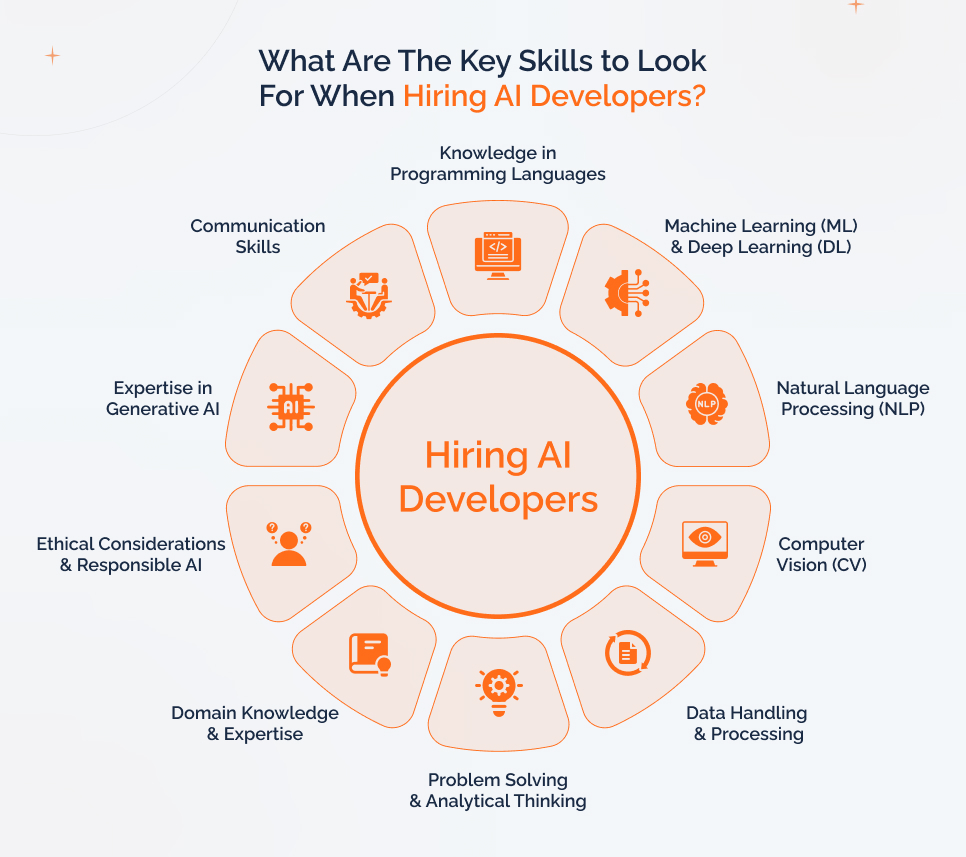 What Are The Key Skills to Look
For When Hiring AI Developers?
Knowledge in
Programming Languages
Machine Learning (ML)
& Deep Learning (DL)
Natural Language
Processing (NLP)
Computer
Vision (CV)
Data Handling
& Processing
Problem Solving
& Analytical Thinking
Domain Knowledge
& Expertise
Ethical Considerations
& Responsible AI
Expertise in
Generative AI
Communication
Skills
Hiring AI
Developers
</>
NLP
AI
? ?